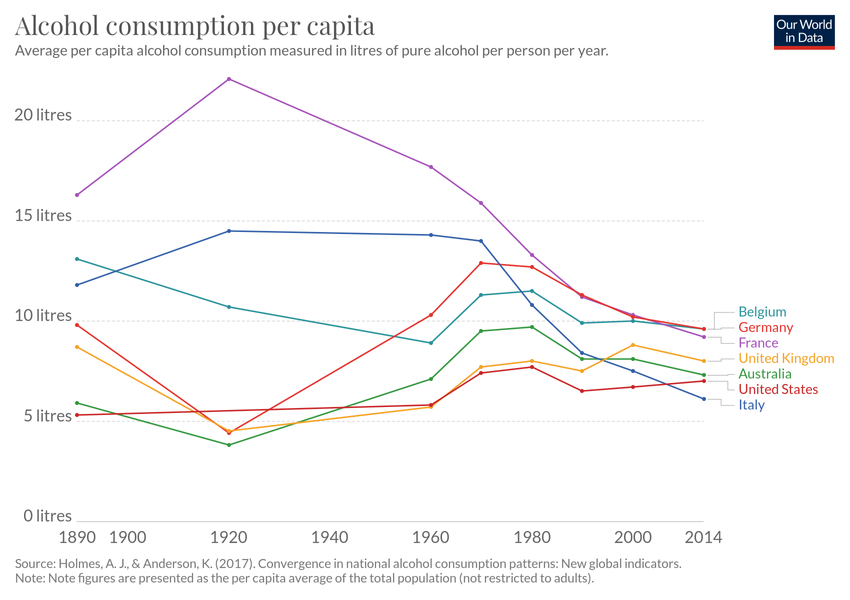 Alcohol consumption per capita
Average per capita alcohol consumption measured in litres of pure alcohol per person per year.
Our World
in Data
20 litres
15 litres
10 litres
5 litres
0 litres
1890 1900 1920 1940 1960 1980 2000 2014
Belgium
Germany
France
United Kingdom
Australia
United States
Italy
Source: Holmes, A. J., & Anderson, K. (2017). Convergence in national alcohol consumption patterns: New global indicators.
Note: Note figures are presented as the per capita average of the total population (not restricted to adults).